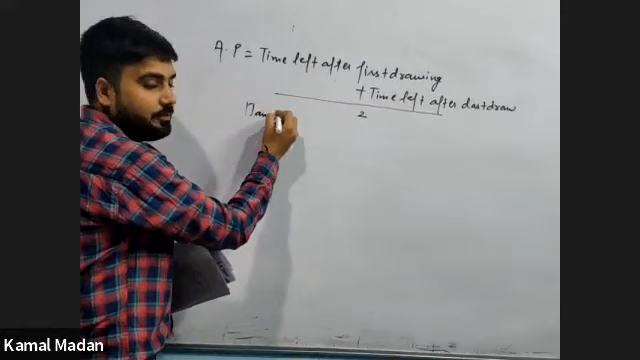 A.P = Time left after first drawing
+ Time left after last draw
2
Kamal Madan